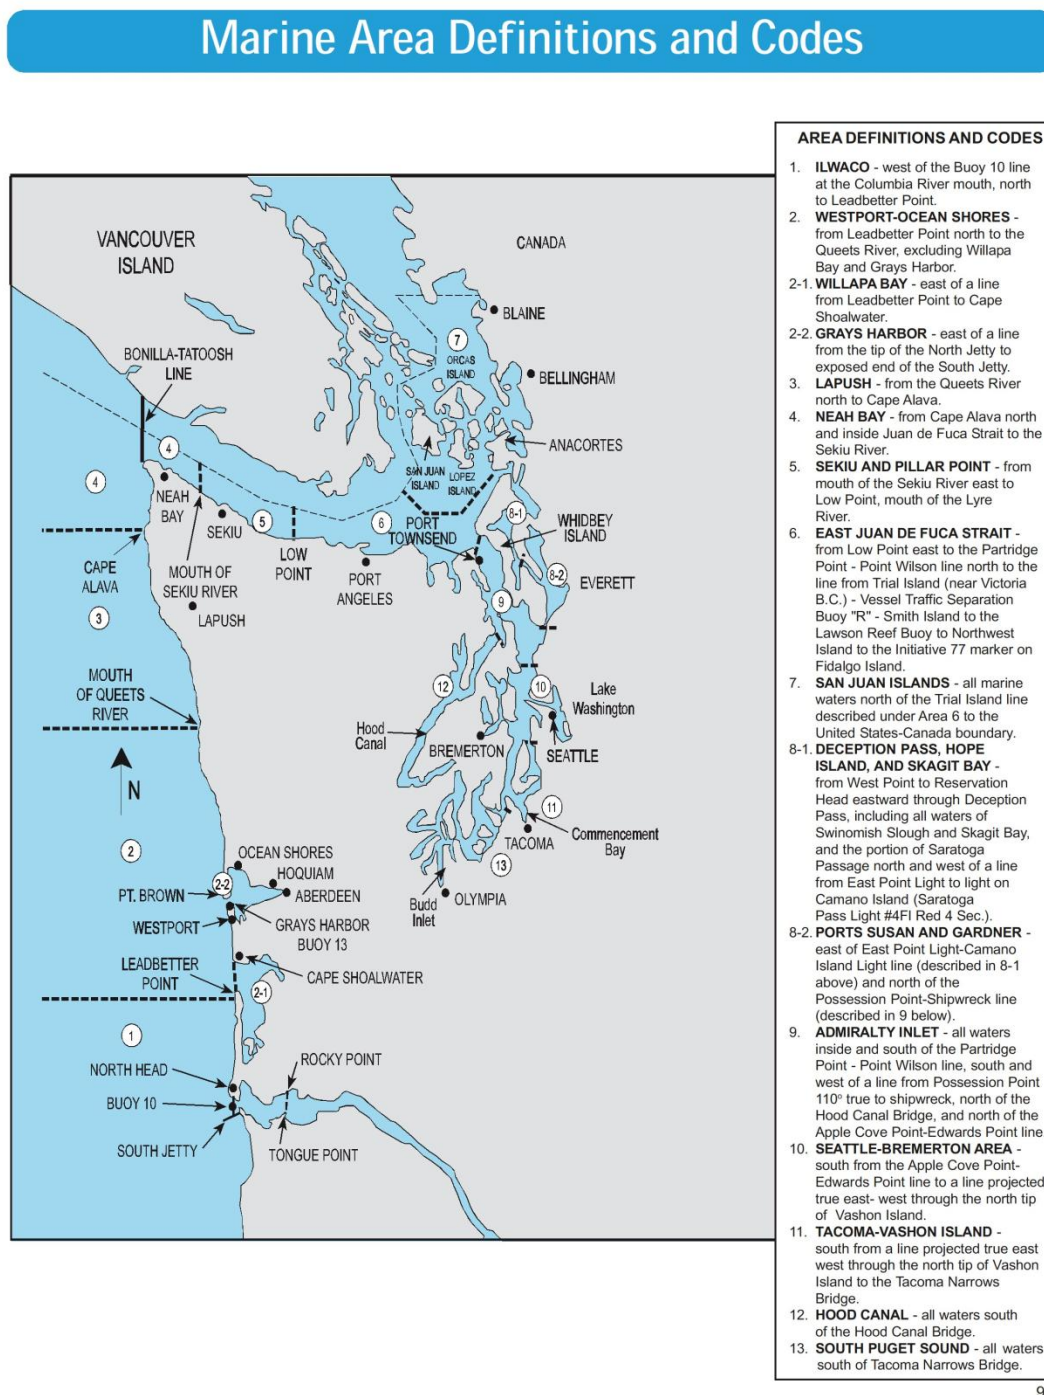 Marine Area Definitions and Codes
VANCOUVER
ISLAND
CANADA
BLAINE
7
ORCAS
ISLAND
BONILLA-TATOOSH
LINE
BELLINGHAM
ANACORTES
4
4
SAN JUAN
ISLAND
LOPEZ
ISLAND
NEAH
BAY
SEKIU
5
6
PORT
TOWNSEND
8-1
WHIDBEY
ISLAND
CAPE
ALAVA
MOUTH OF
SEKIU RIVER
LOW
POINT
PORT
ANGELES
8-2
EVERETT
3
LAPUSH
9
MOUTH
OF QUEETS
RIVER
12
10
Lake
Washington
Hood
Canal
BREMERTON
SEATTLE
N
11
TACOMA
Commencement
Bay
2
OCEAN SHORES
HOQUIAM
2-2
ABERDEEN
PT. BROWN
13
Budd
Inlet
OLYMPIA
WESTPORT
GRAYS HARBOR
BUOY 13
LEADBETTER
POINT
CAPE SHOALWATER
2-1
1
NORTH HEAD
ROCKY POINT
BUOY 10
SOUTH JETTY
TONGUE POINT
AREA DEFINITIONS AND CODES
1. ILWACO - west of the Buoy 10 line
at the Columbia River mouth, north
to Leadbetter Point.
2. WESTPORT-OCEAN SHORES -
from Leadbetter Point north to the
Queets River, excluding Willapa
Bay and Grays Harbor.
2-1. WILLAPA BAY - east of a line
from Leadbetter Point to Cape
Shoalwater.
2-2. GRAYS HARBOR - east of a line
from the tip of the North Jetty to
exposed end of the South Jetty.
3. LAPUSH - from the Queets River
north to Cape Alava.
4. NEAH BAY - from Cape Alava north
and inside Juan de Fuca Strait to the
Sekiu River.
5. SEKIU AND PILLAR POINT - from
mouth of the Sekiu River east to
Low Point, mouth of the Lyre
River.
6. EAST JUAN DE FUCA STRAIT -
from Low Point east to the Partridge
Point - Point Wilson line north to the
line from Trial Island (near Victoria
B.C.) - Vessel Traffic Separation
Buoy "R" - Smith Island to the
Lawson Reef Buoy to Northwest
Island to the Initiative 77 marker on
Fidalgo Island.
7. SAN JUAN ISLANDS - all marine
waters north of the Trial Island line
described under Area 6 to the
United States-Canada boundary.
8-1. DECEPTION PASS, HOPE
ISLAND, AND SKAGIT BAY -
from West Point to Reservation
Head eastward through Deception
Pass, including all waters of
Swinomish Slough and Skagit Bay,
and the portion of Saratoga
Passage north and west of a line
from East Point Light to light on
Camano Island (Saratoga
Pass Light #4Fl Red 4 Sec.).
8-2. PORTS SUSAN AND GARDNER -
east of East Point Light-Camano
Island Light line (described in 8-1
above) and north of the
Possession Point-Shipwreck line
(described in 9 below).
9. ADMIRALTY INLET - all waters
inside and south of the Partridge
Point - Point Wilson line, south and
west of a line from Possession Point
110º true to shipwreck, north of the
Hood Canal Bridge, and north of the
Apple Cove Point-Edwards Point line
10. SEATTLE-BREMERTON AREA -
south from the Apple Cove Point-
Edwards Point line to a line projected
true east- west through the north tip
of Vashon Island.
11. TACOMA-VASHON ISLAND -
south from a line projected true east
west through the north tip of Vashon
Island to the Tacoma Narrows
Bridge.
12. HOOD CANAL - all waters south
of the Hood Canal Bridge.
13. SOUTH PUGET SOUND - all waters
south of Tacoma Narrows Bridge.
9